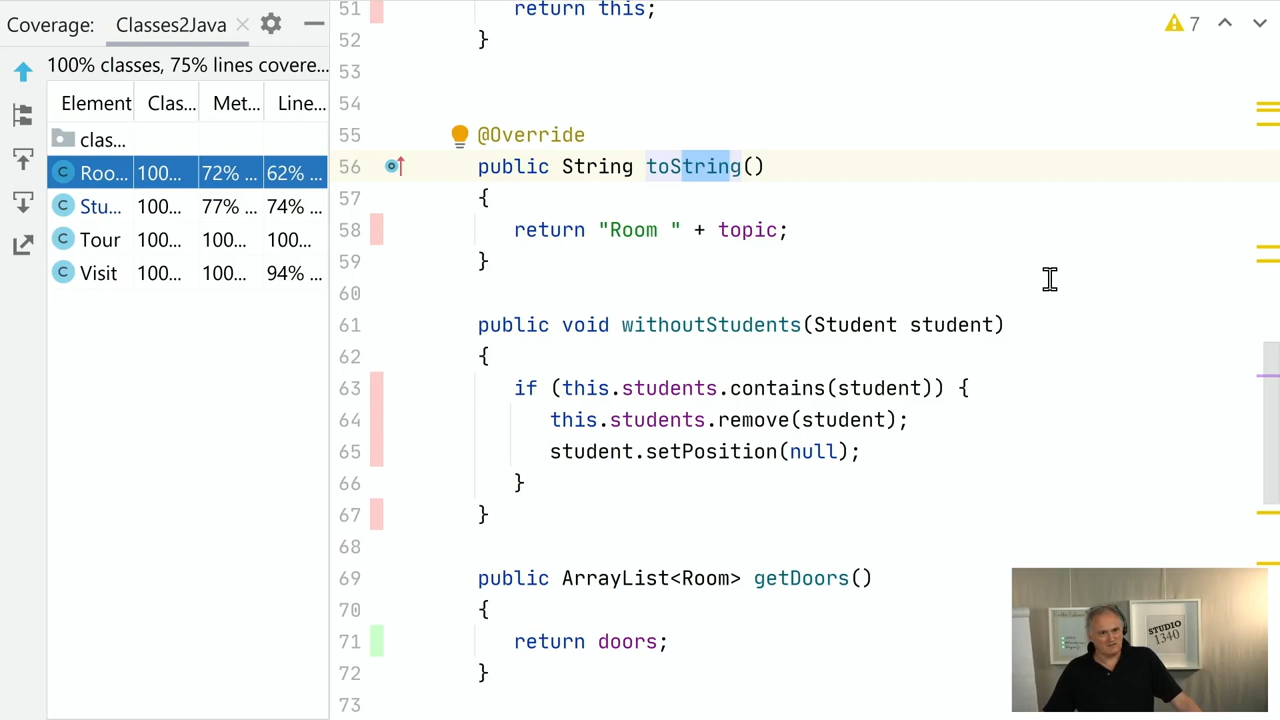 Coverage: Classes2Java
100% classes, 75% lines covere...
Element Clas... Met... Line...
clas...
Roo... 100... 72% ... 62% ...
Stu... 100... 77% ... 74% ...
Tour 100... 100... 100...
Visit 100... 100... 94% ...
7
51 return this;
52 }
53
54
55 @Override
56 public String toString()
57 {
58 return "Room " + topic;
59 }
60
61 public void withoutStudents(Student student)
62 {
63 if (this.students.contains(student)) {
64 this.students.remove(student);
65 student.setPosition(null);
66 }
67 }
68
69 public ArrayList<Room> getDoors()
70 {
71 return doors;
72 }
73
STUDIO
1340